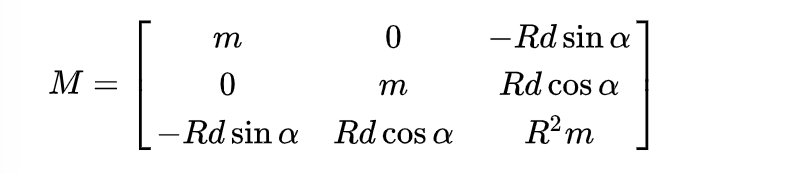 M = [ m 0 −Rd sin α
0 m Rd cos α
−Rd sin α Rd cos α R²m ]